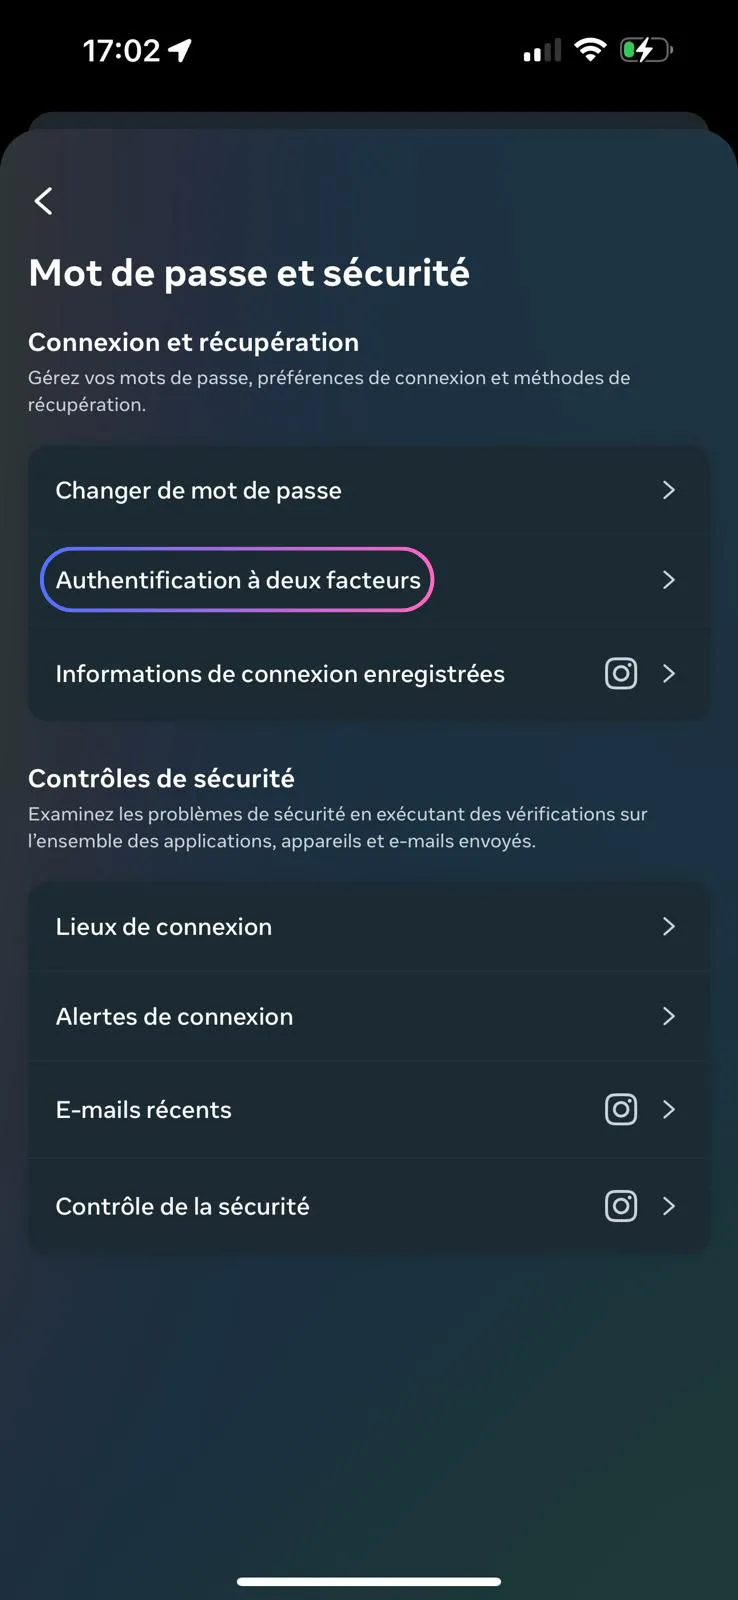 17:02
Mot de passe et sécurité
Connexion et récupération
Gérez vos mots de passe, préférences de connexion et méthodes de
récupération.
Changer de mot de passe
Authentification à deux facteurs
Informations de connexion enregistrées
Contrôles de sécurité
Examinez les problèmes de sécurité en exécutant des vérifications sur
l’ensemble des applications, appareils et e-mails envoyés.
Lieux de connexion
Alertes de connexion
E-mails récents
Contrôle de la sécurité